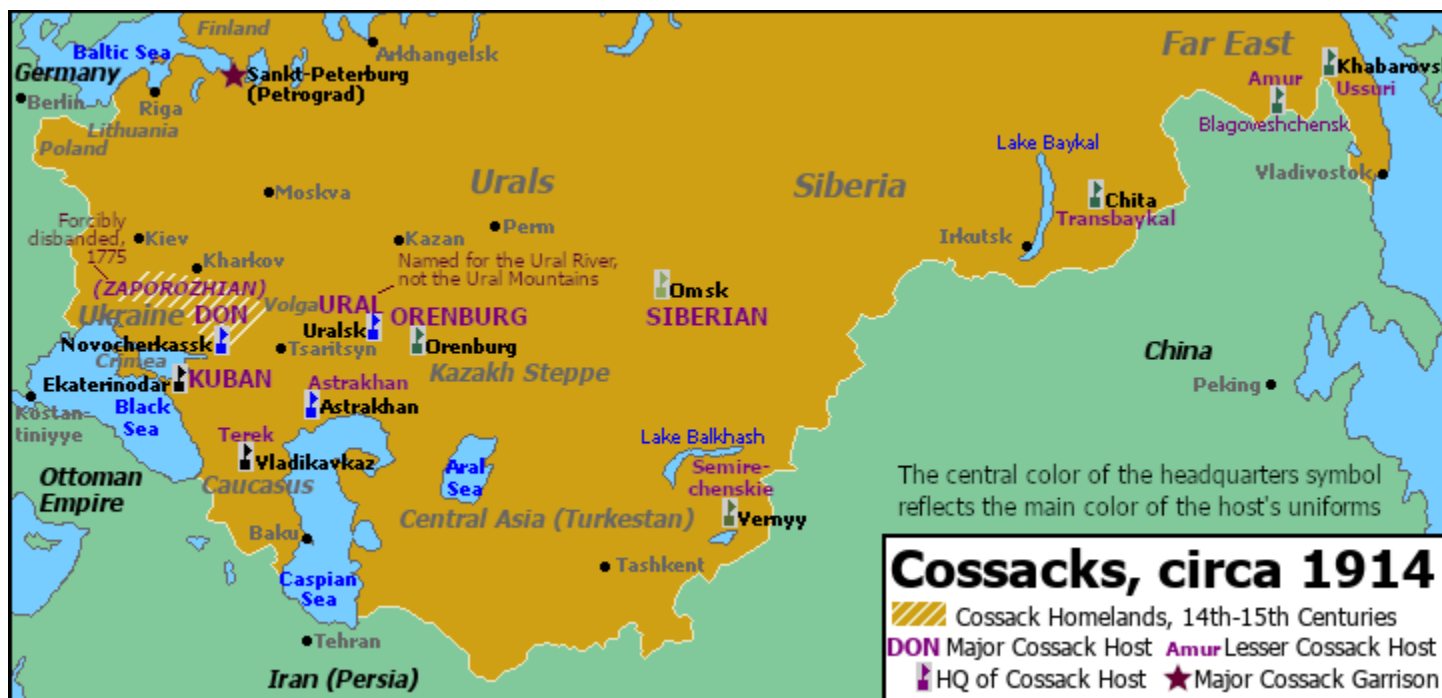 Finland
Baltic Sea
Arkhangelsk
Far East
Germany
Sankt-Peterburg
(Petrograd)
Khabarovs
Amur
Ussuri
Berlin
Riga
Lithuania
Blagoveshchensk
Poland
Lake Baykal
Urals
Siberia
Vladivostok
Moskva
Chita
Transbaykal
Forcibly
disbanded,
1775
Kiev
Perm
Kazan
Irkutsk
Kharkov
Named for the Ural River,
not the Ural Mountains
(ZAPOROZHIAN)
Omsk
Ukraine
DON
Volga
URAL
ORENBURG
SIBERIAN
Uralsk
Novocherkassk
Tsaritsyn
Orenburg
China
Crimea
Kazakh Steppe
Ekaterinodar
KUBAN
Astrakhan
Peking
Astrakhan
Kostan-
tiniyye
Black
Sea
Terek
Lake Balkhash
Vladikavkaz
Aral
Sea
Semire-
chenskie
Ottoman
Empire
Caucasus
The central color of the headquarters symbol
reflects the main color of the host's uniforms
Central Asia (Turkestan)
Vernyy
Baku
Tashkent
Caspian
Sea
Tehran
Iran (Persia)
Cossacks, circa 1914
Cossack Homelands, 14th-15th Centuries
DON Major Cossack Host
Amur Lesser Cossack Host
HQ of Cossack Host
Major Cossack Garrison